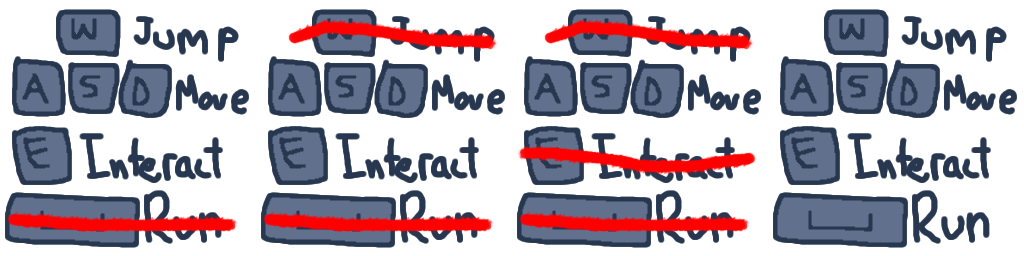 W Jump W Jump W Jump W Jump
A S D Move A S D Move A S D Move A S D Move
E Interact E Interact E Interact E Interact
Run Run Run Run